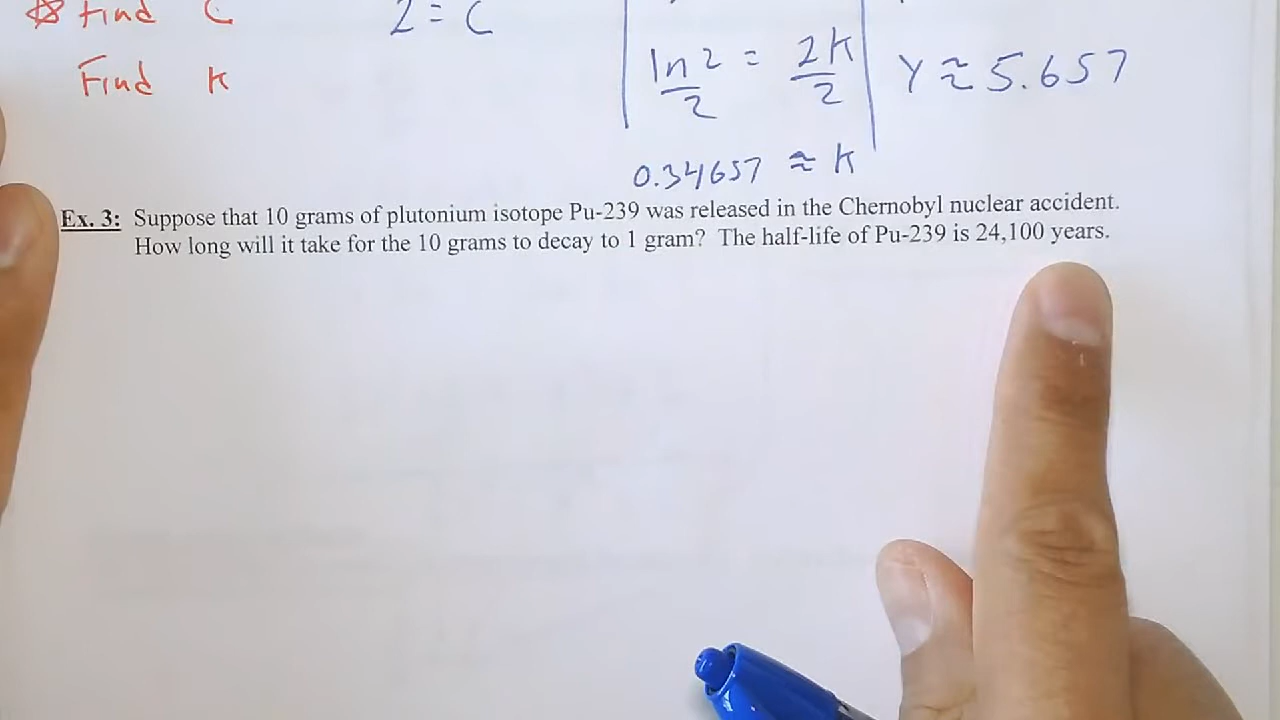 Find C
2 = C
ln 2 / 2 = 2K / 2
Y ≈ 5.657
Find K
0.34657 ≈ K
Ex. 3: Suppose that 10 grams of plutonium isotope Pu-239 was released in the Chernobyl nuclear accident.
How long will it take for the 10 grams to decay to 1 gram? The half-life of Pu-239 is 24,100 years.